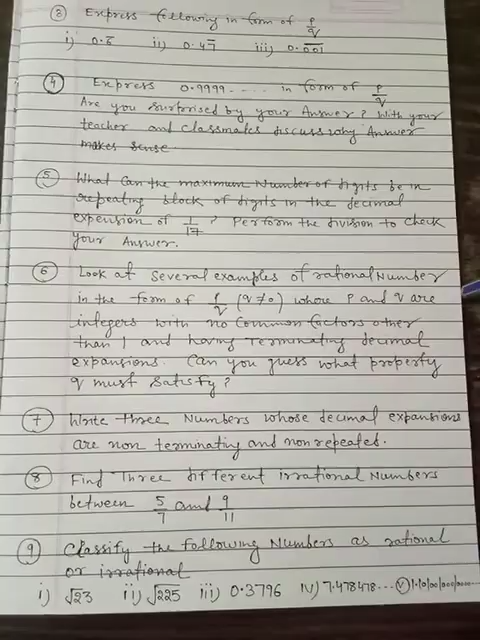 ③ Express following in form of p/q
i) 0.6̅ ii) 0.47̅ iii) 0.0̅0̅1̅
④ Express 0.9999..... in form of p/q
Are you surprised by your Answer? With your
teacher and classmates discuss why Answer
makes sense.
⑤ What can the maximum Number of digits be in
repeating block of digits in the decimal
expension of 1/17? Perform the division to check
your Answer.
⑥ Look at several examples of rational Number
in the form of p/q (q≠0) whose p and q are
integers with no common factors other
than 1 and having terminating decimal
expansions. Can you guess what property
q must satisfy?
⑦ Write three Numbers whose decimal expansions
are non terminating and non repeated.
⑧ Find Three different irrational Numbers
between 5/7 and 9/11
⑨ Classify the following Numbers as rational
or irrational
i) √23 ii) √225 iii) 0.3796 iv) 7.478478... (v)